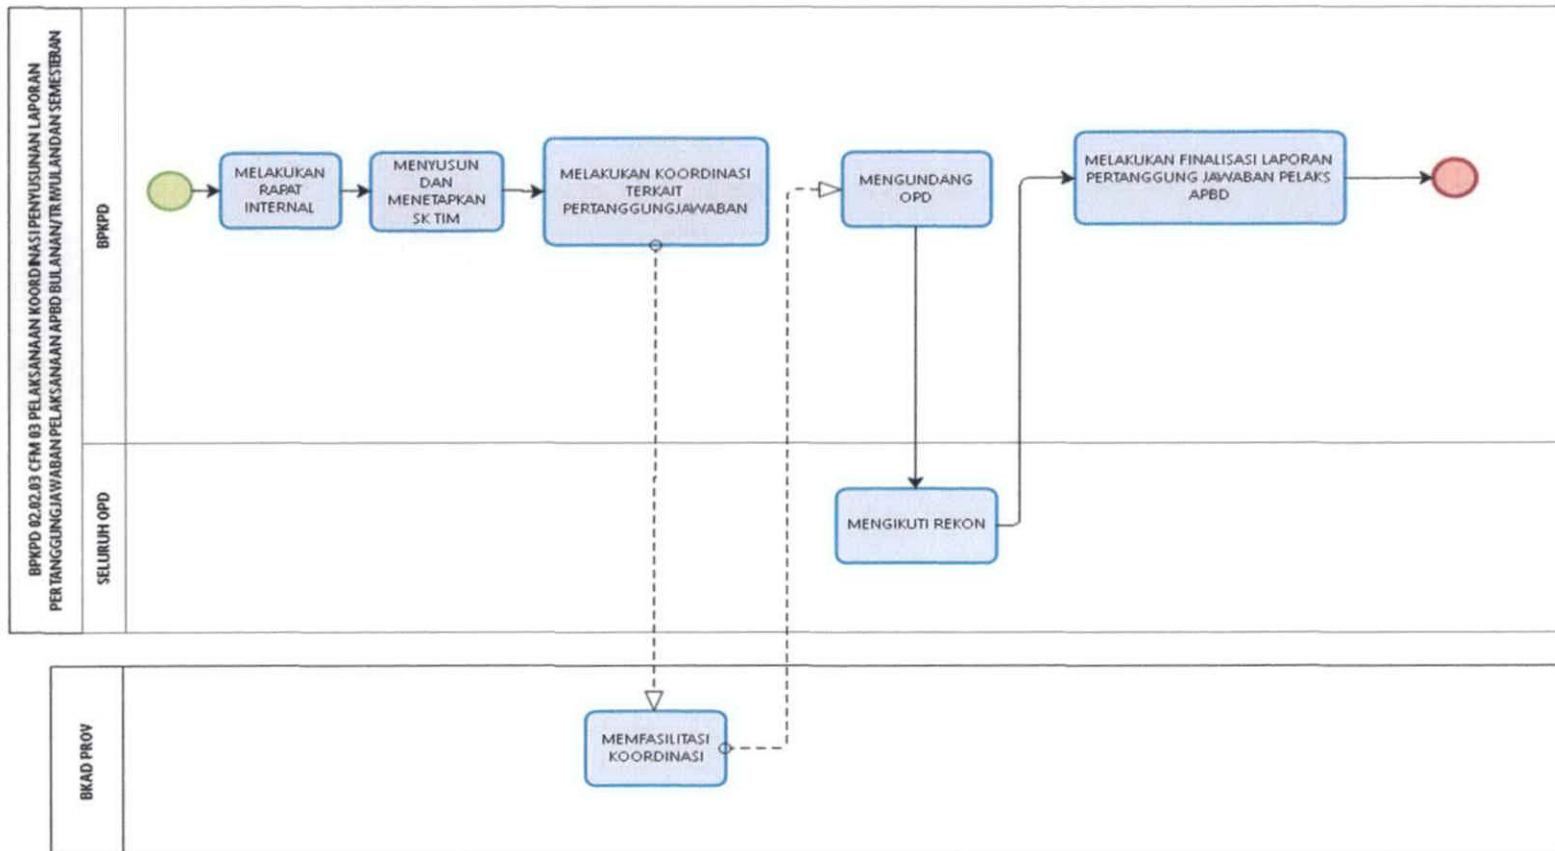 BPKPD 02.02.03 CFM 03 PELAKSANAAN KOORDINASI PENYUSUNAN LAPORAN
PERTANGGUNGJAWABAN PELAKSANAAN APBD BULANAN/TRIWULAN DAN SEMESTERAN
BPKPD
MELAKUKAN
RAPAT
INTERNAL
MENYUSUN
DAN
MENETAPKAN
SK TIM
MELAKUKAN KOORDINASI
TERKAIT
PERTANGGUNGJAWABAN
MENGUNDANG
OPD
MELAKUKAN FINALISASI LAPORAN
PERTANGGUNG JAWABAN PELAKS
APBD
SELURUH OPD
MENGIKUTI REKON
BKAD PROV
MEMFASILITASI
KOORDINASI